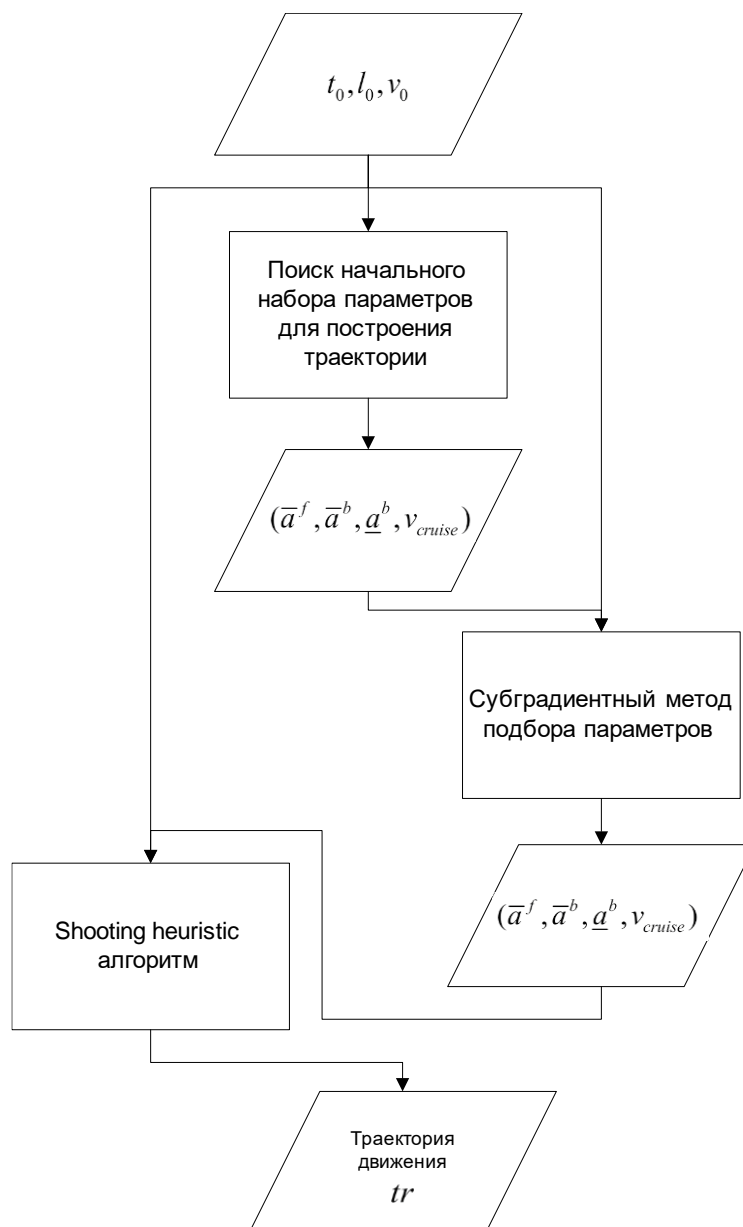 t₀, l₀, v₀
Поиск начального
набора параметров
для построения
траектории
(a̅ᶠ, a̅ᵇ, a̲ᵇ, v_cruise)
Субградиентный метод
подбора параметров
(a̅ᶠ, a̅ᵇ, a̲ᵇ, v_cruise)
Shooting heuristic
алгоритм
Траектория
движения
tr